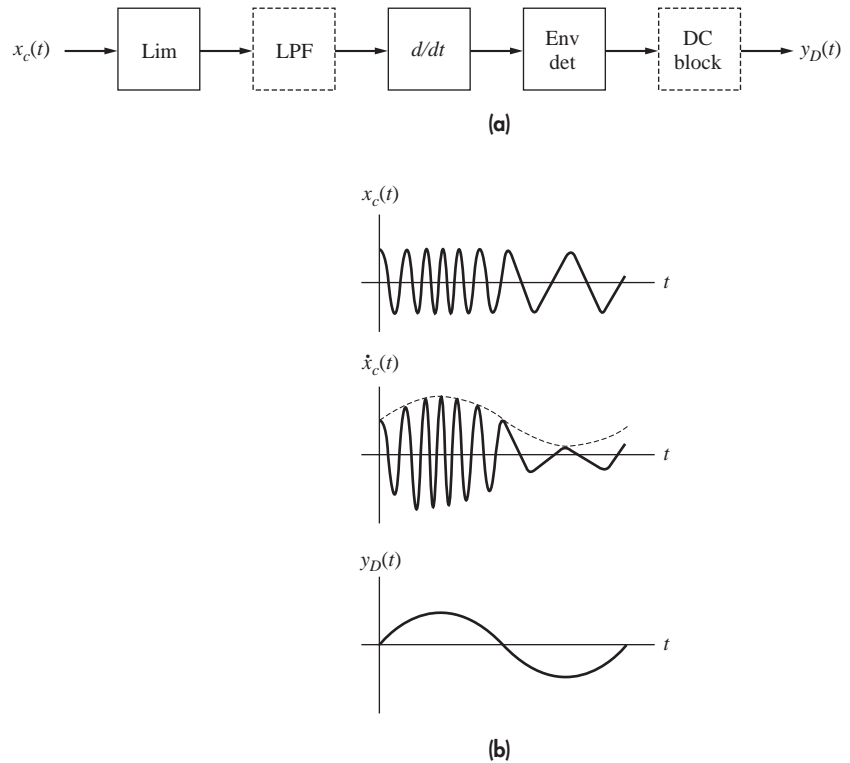 x_c(t) Lim LPF d/dt Env det DC block y_D(t)
(a)
x_c(t)
t
ẋ_c(t)
t
y_D(t)
t
(b)